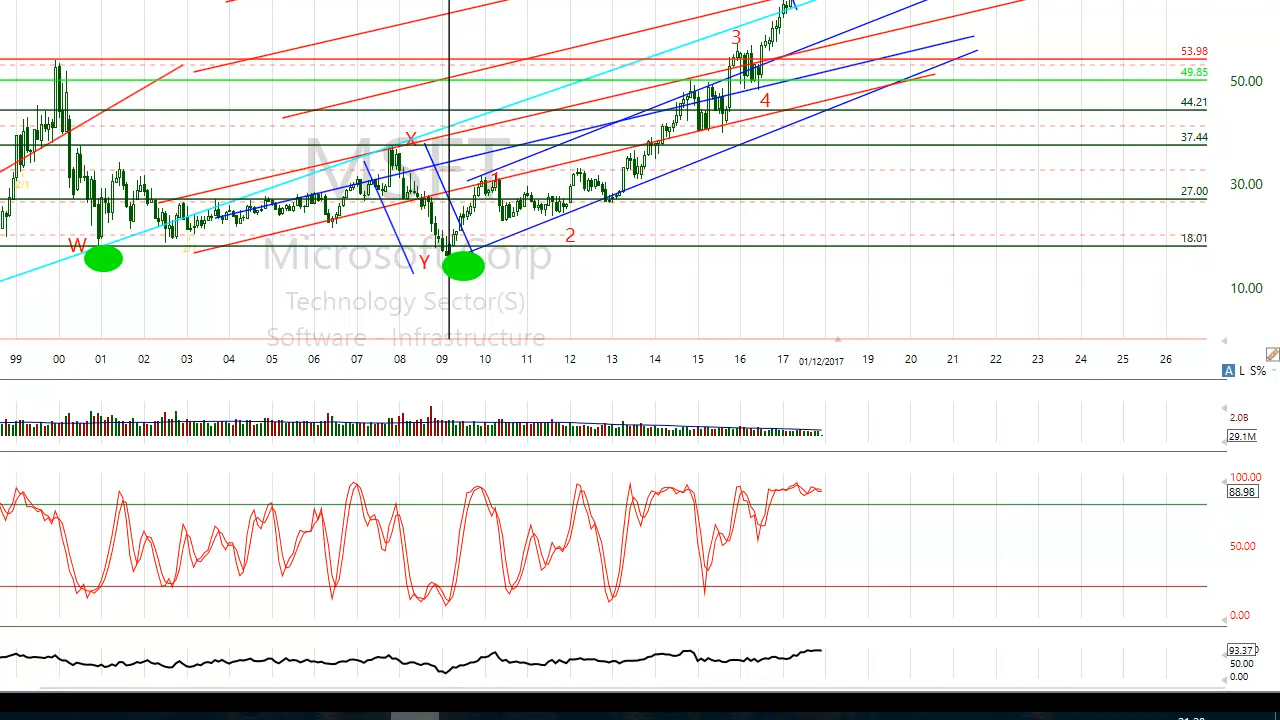 3
53.98
49.85
50.00
4
44.21
X
37.44
MSFT
1
2/1
30.00
27.00
W
2
18.01
Microsoft Corp
Y
10.00
Technology Sector(S)
Software - Infrastructure
99 00 01 02 03 04 05 06 07 08 09 10 11 12 13 14 15 16 17 01/12/2017 19 20 21 22 23 24 25 26
A L S%
2.0B
29.1M
100.00
88.98
50.00
0.00
93.37
50.00
0.00